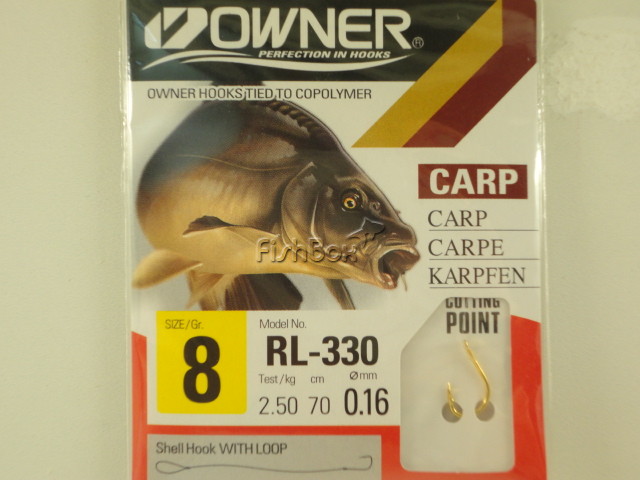 OWNER®
PERFECTION IN HOOKS
OWNER HOOKS TIED TO COPOLYMER
CARP
CARP
CARPE
KARPFEN
FishBox
CUTTING
POINT
SIZE/Gr.
8
Model No.
RL-330
Test/kg cm Ømm
2.50 70 0.16
Shell Hook WITH LOOP